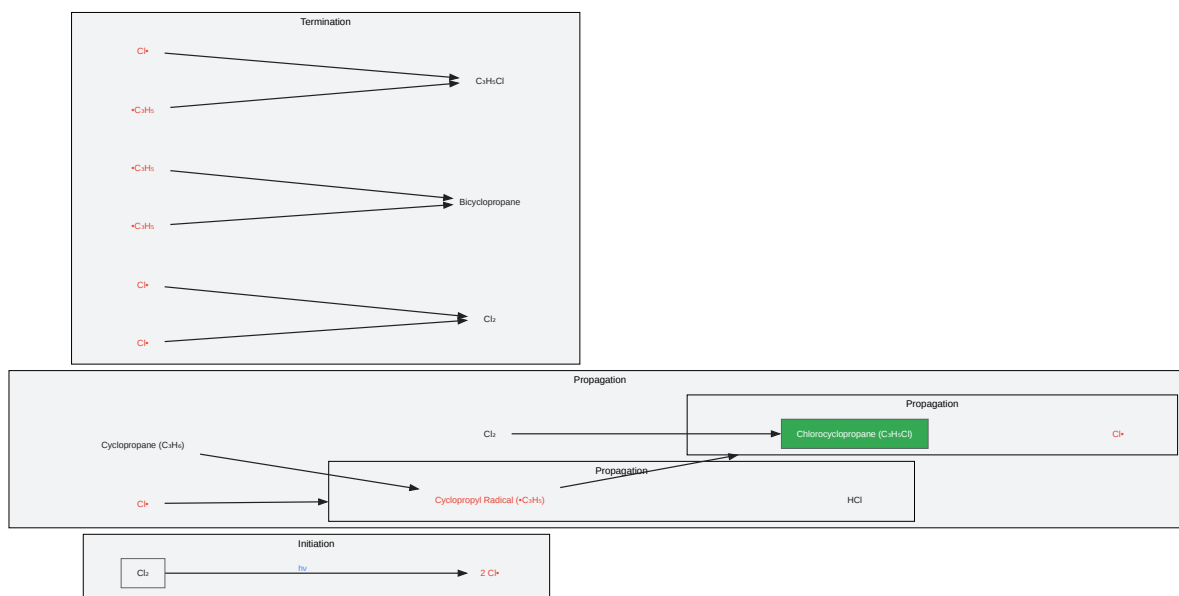 Termination
Cl•
C₃H₅Cl
•C₃H₅
•C₃H₅
Bicyclopropane
•C₃H₅
Cl•
Cl₂
Cl•
Propagation
Propagation
Cl₂
Chlorocyclopropane (C₃H₅Cl)
Cl•
Cyclopropane (C₃H₆)
Propagation
Cl•
Cyclopropyl Radical (•C₃H₅)
HCl
Initiation
Cl₂
hν
2 Cl•